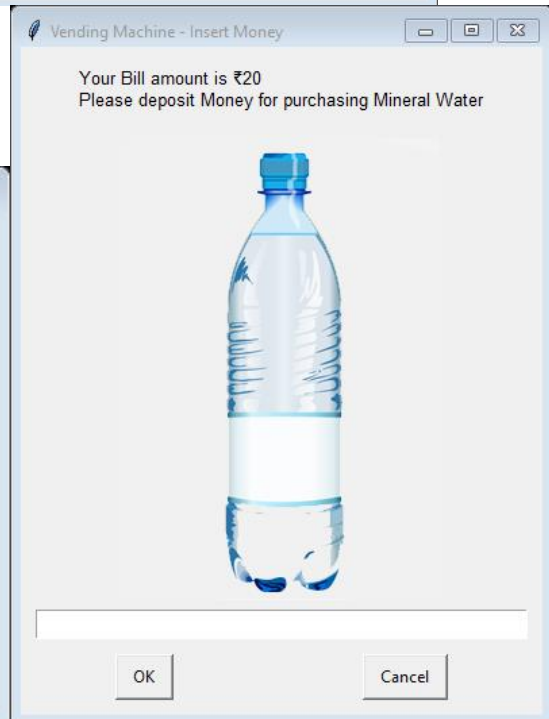 Vending Machine - Insert Money
Your Bill amount is ₹20
Please deposit Money for purchasing Mineral Water
OK
Cancel